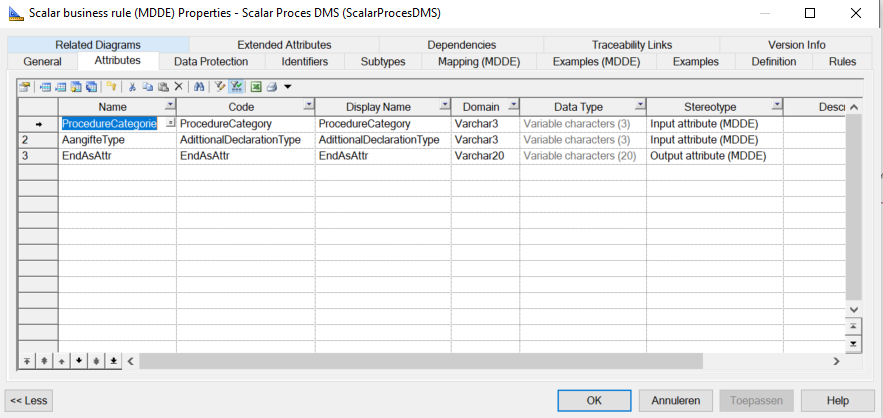 Scalar business rule (MDDE) Properties - Scalar Proces DMS (ScalarProcesDMS)
Related Diagrams Extended Attributes Dependencies Traceability Links Version Info
General Attributes Data Protection Identifiers Subtypes Mapping (MDDE) Examples (MDDE) Examples Definition Rules
Name Code Display Name Domain Data Type Stereotype Descr
ProcedureCategorie ProcedureCategory ProcedureCategory Varchar3 Variable characters (3) Input attribute (MDDE)
2 AangifteType AdittionalDeclarationType AdittionalDeclarationType Varchar3 Variable characters (3) Input attribute (MDDE)
3 EndAsAttr EndAsAttr EndAsAttr Varchar20 Variable characters (20) Output attribute (MDDE)
<< Less OK Annuleren Toepassen Help